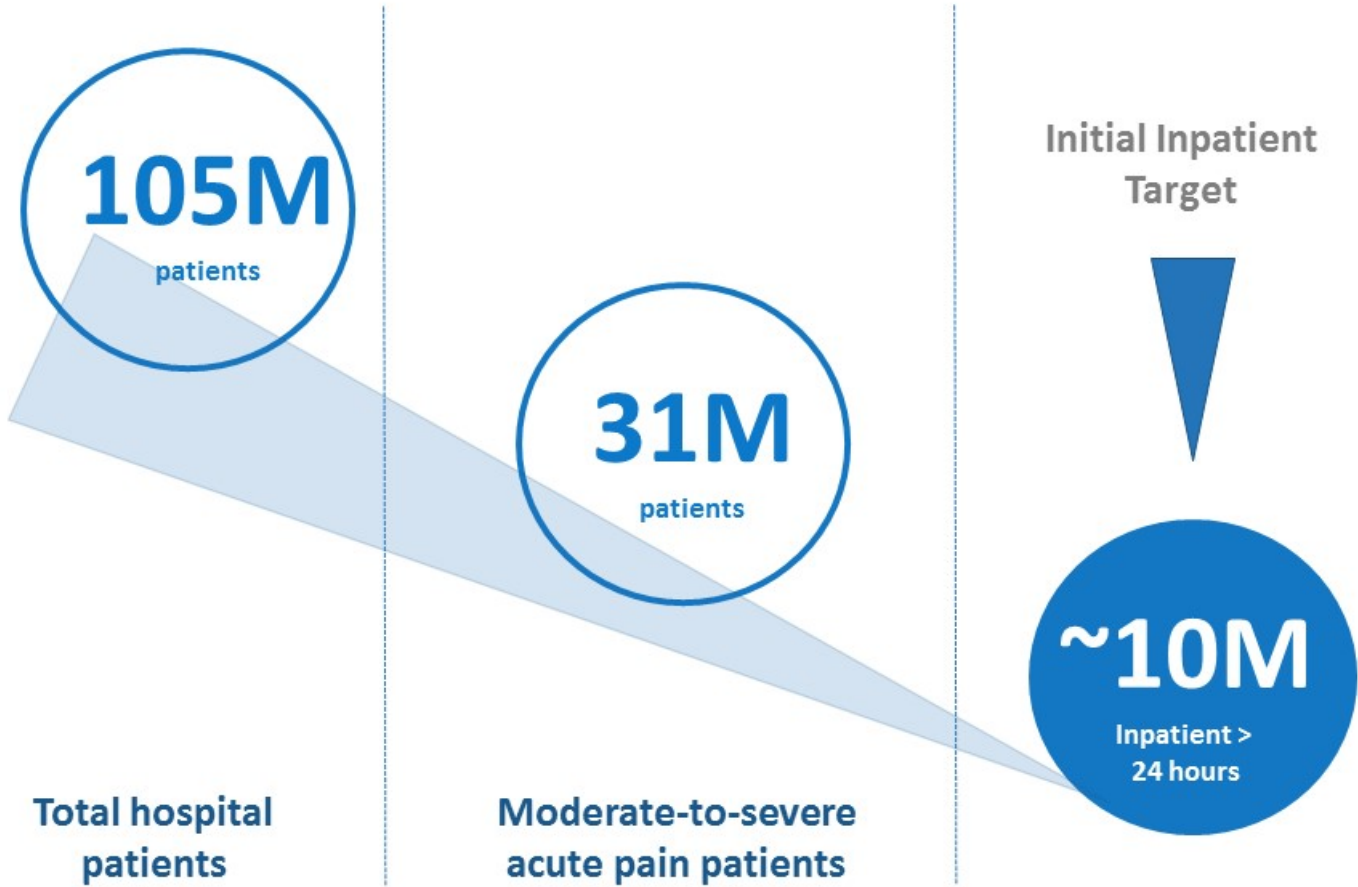 105M
patients
Total hospital
patients
31M
patients
Moderate-to-severe
acute pain patients
Initial Inpatient
Target
~10M
Inpatient >
24 hours